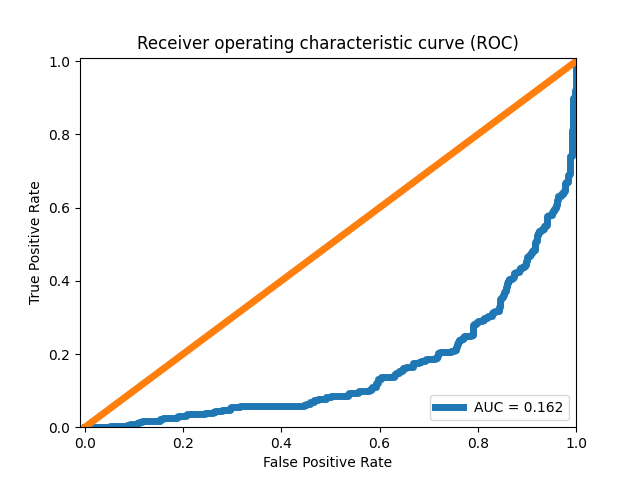 Receiver operating characteristic curve (ROC)
1.0
0.8
0.6
0.4
0.2
0.0
True Positive Rate
AUC = 0.162
0.0 0.2 0.4 0.6 0.8 1.0
False Positive Rate